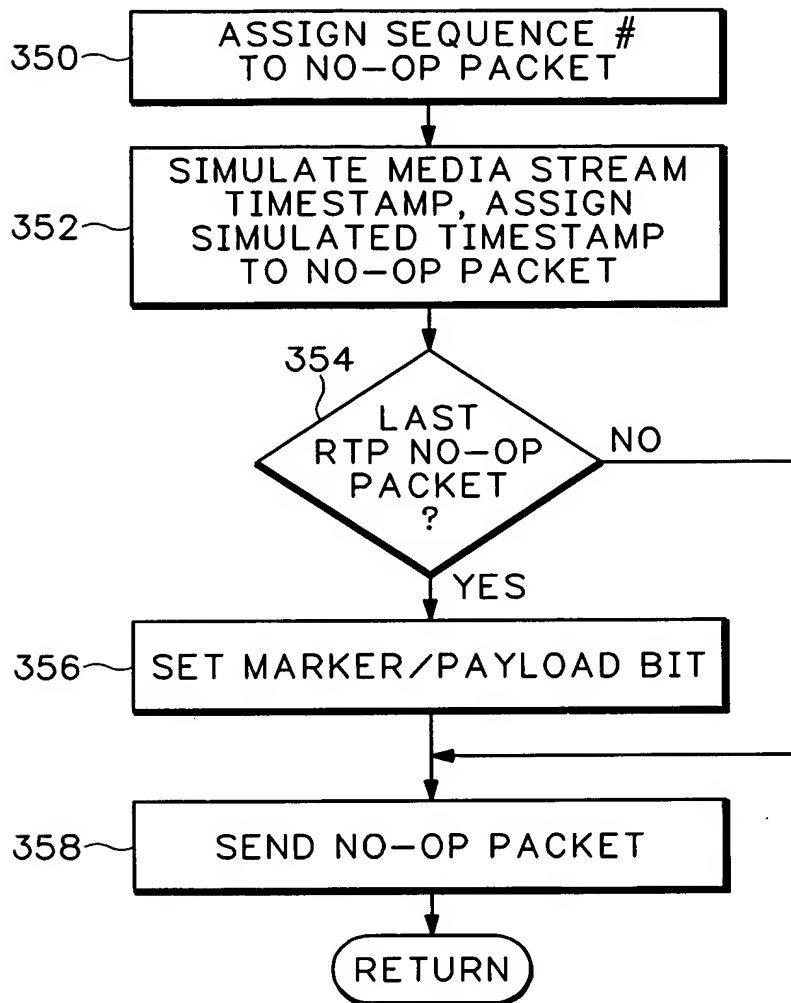 350
ASSIGN SEQUENCE #
TO NO-OP PACKET
352
SIMULATE MEDIA STREAM
TIMESTAMP, ASSIGN
SIMULATED TIMESTAMP
TO NO-OP PACKET
354
LAST
RTP NO-OP
PACKET
?
NO
YES
356
SET MARKER/PAYLOAD BIT
358
SEND NO-OP PACKET
RETURN